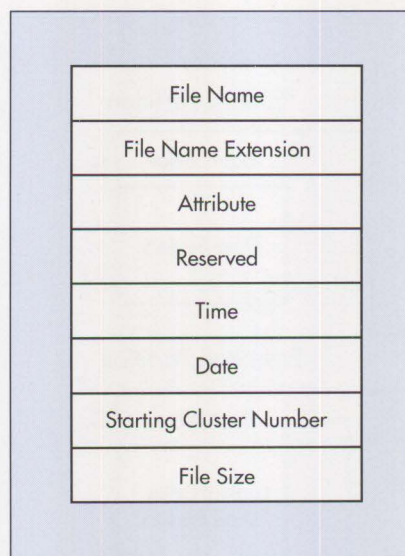 File Name
File Name Extension
Attribute
Reserved
Time
Date
Starting Cluster Number
File Size